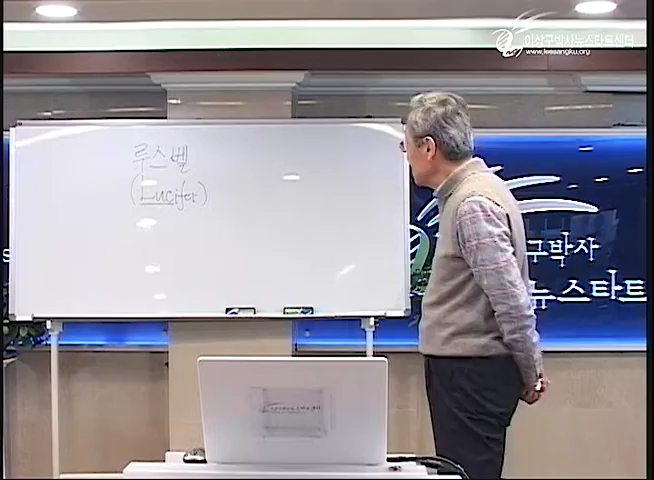 이상구박사뉴스타트센터
www.leesangku.org
루스벨
(Lucifer)
구박사
뉴스타트